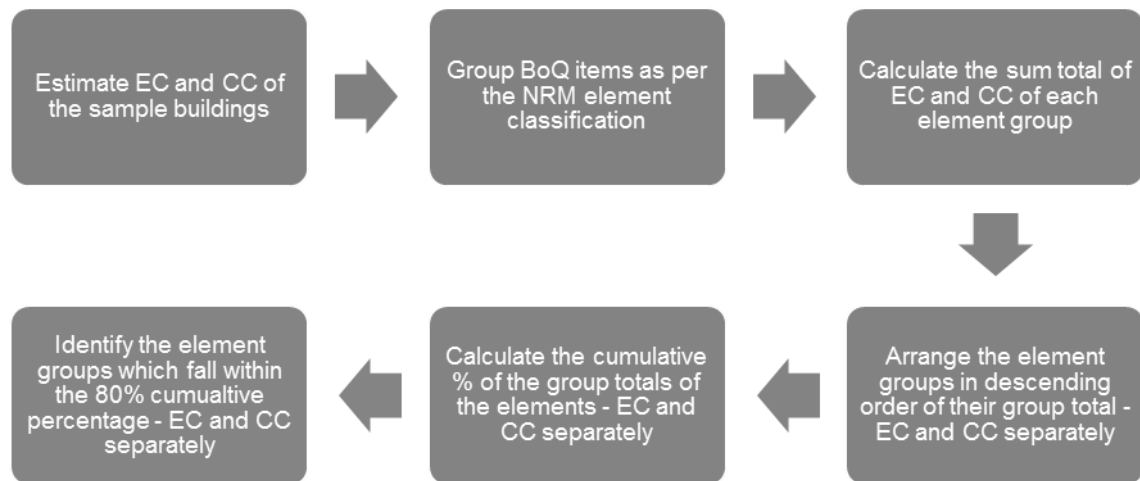 Estimate EC and CC of
the sample buildings
Group BoQ items as per
the NRM element
classification
Calculate the sum total of
EC and CC of each
element group
Arrange the element
groups in descending
order of their group total -
EC and CC separately
Calculate the cumulative
% of the group totals of
the elements - EC and
CC separately
Identify the element
groups which fall within
the 80% cumualtive
percentage - EC and CC
separately